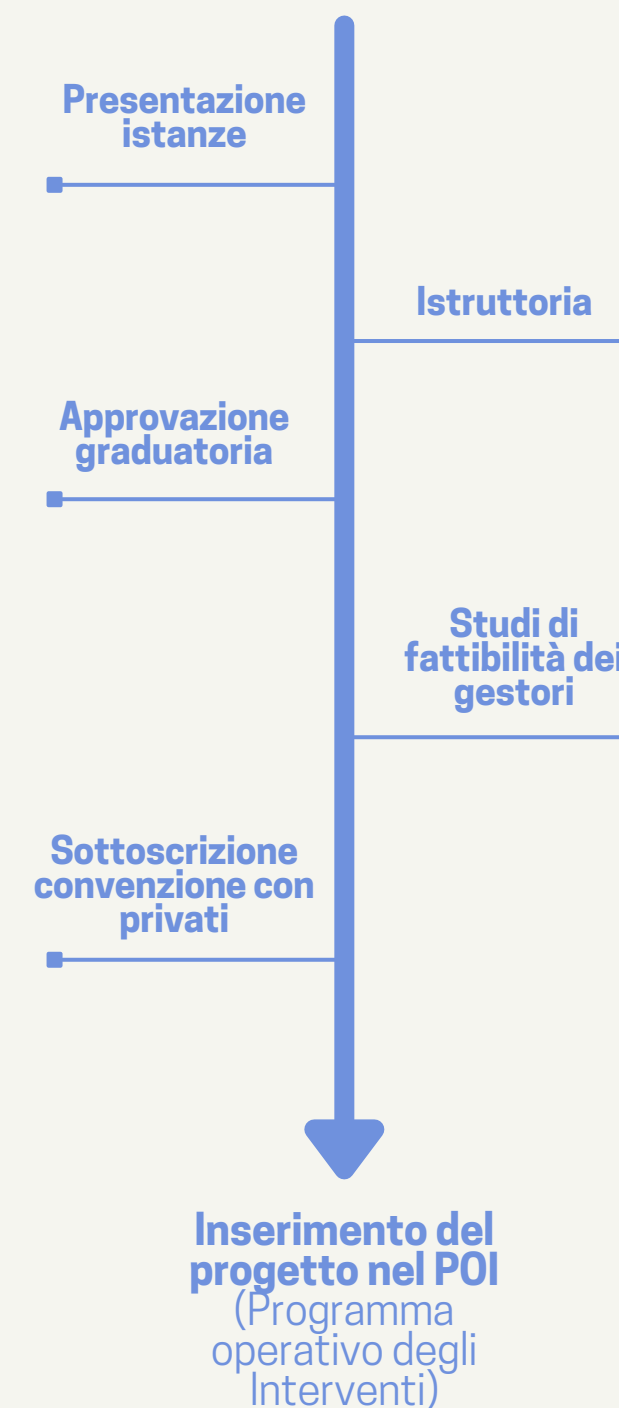 Presentazione
istanze
Istruttoria
Approvazione
graduatoria
Studi di
fattibilità dei
gestori
Sottoscrizione
convenzione con
privati
Inserimento del
progetto nel POI
(Programma
operativo degli
Interventi)